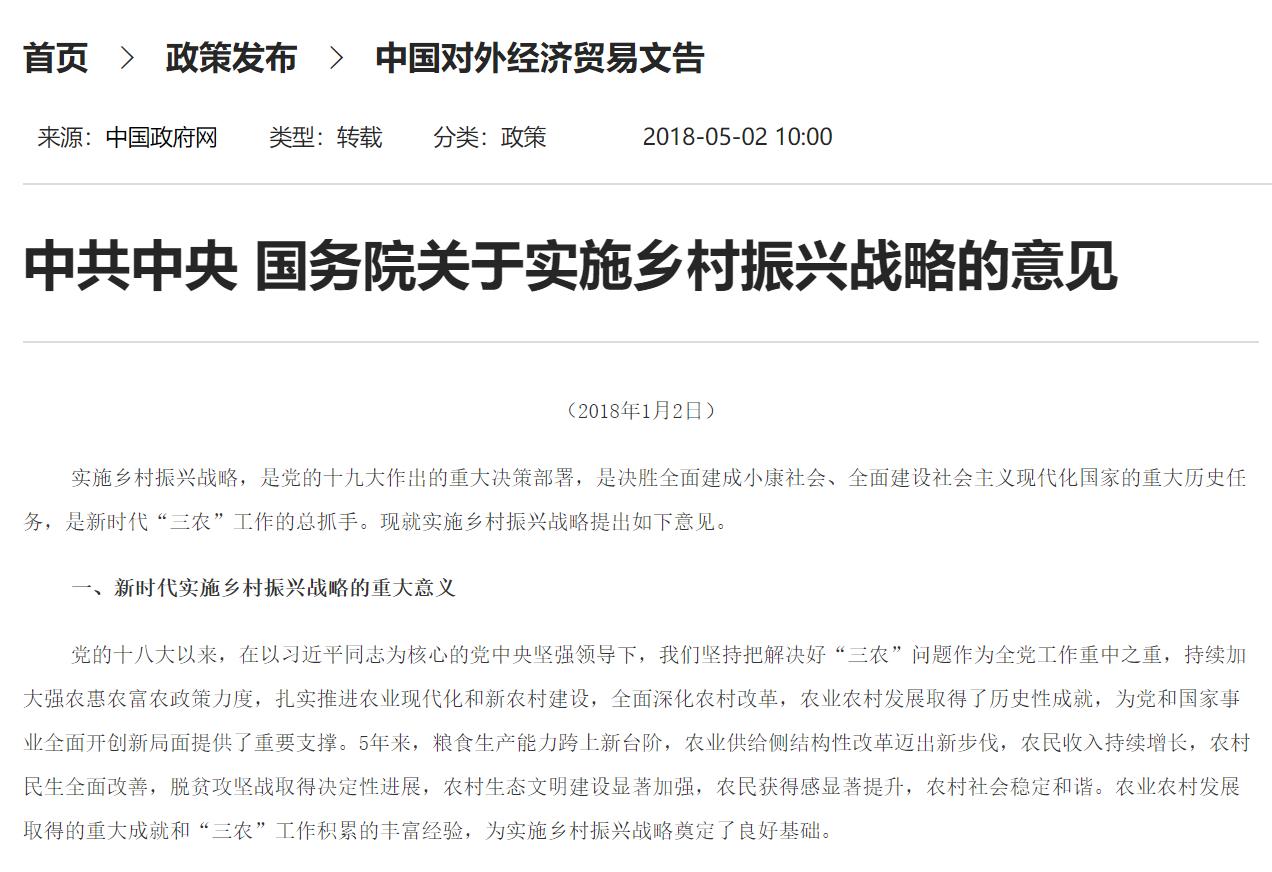 首页 > 政策发布 > 中国对外经济贸易文告
来源：中国政府网 类型：转载 分类：政策 2018-05-02 10:00
中共中央 国务院关于实施乡村振兴战略的意见
（2018年1月2日）
实施乡村振兴战略，是党的十九大作出的重大决策部署，是决胜全面建成小康社会、全面建设社会主义现代化国家的重大历史任
务，是新时代“三农”工作的总抓手。现就实施乡村振兴战略提出如下意见。
一、新时代实施乡村振兴战略的重大意义
党的十八大以来，在以习近平同志为核心的党中央坚强领导下，我们坚持把解决好“三农”问题作为全党工作重中之重，持续加
大强农惠农富农政策力度，扎实推进农业现代化和新农村建设，全面深化农村改革，农业农村发展取得了历史性成就，为党和国家事
业全面开创新局面提供了重要支撑。5年来，粮食生产能力跨上新台阶，农业供给侧结构性改革迈出新步伐，农民收入持续增长，农村
民生全面改善，脱贫攻坚战取得决定性进展，农村生态文明建设显著加强，农民获得感显著提升，农村社会稳定和谐。农业农村发展
取得的重大成就和“三农”工作积累的丰富经验，为实施乡村振兴战略奠定了良好基础。